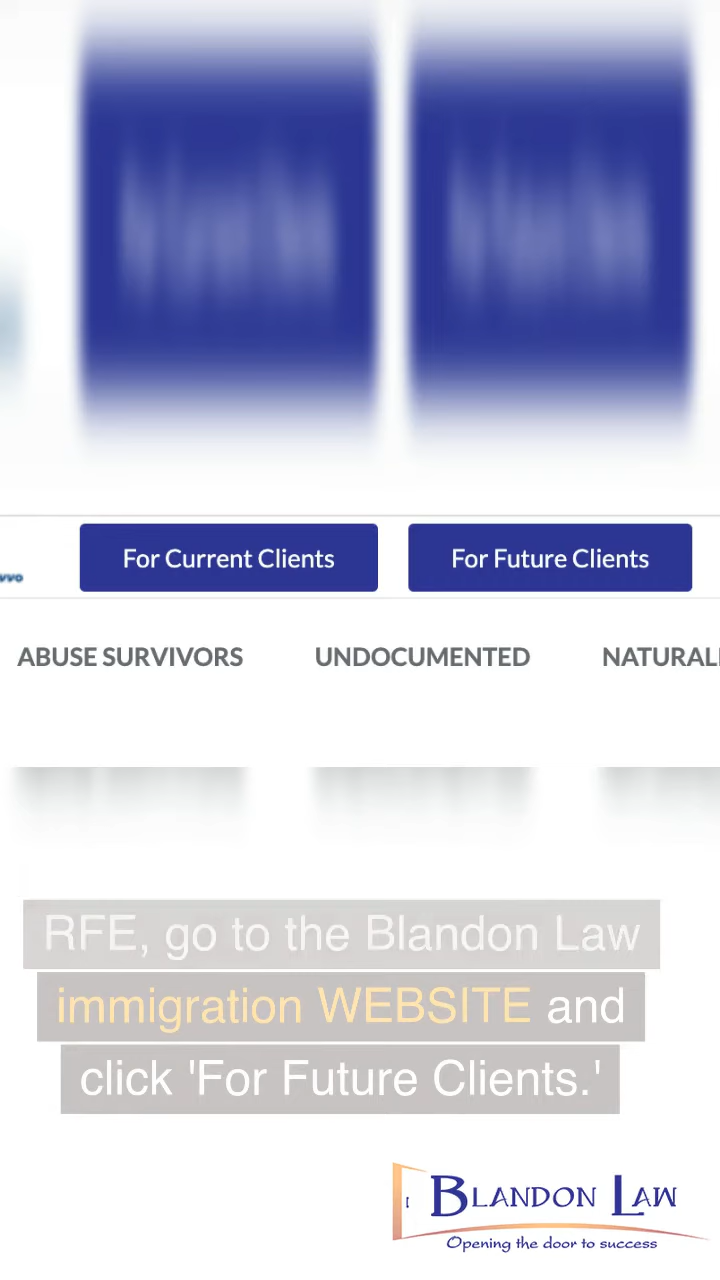 For Current Clients
For Future Clients
ABUSE SURVIVORS
UNDOCUMENTED
RFE, go to the Blandon Law
immigration WEBSITE and
click 'For Future Clients.'
BLANDON LAW
Opening the door to success